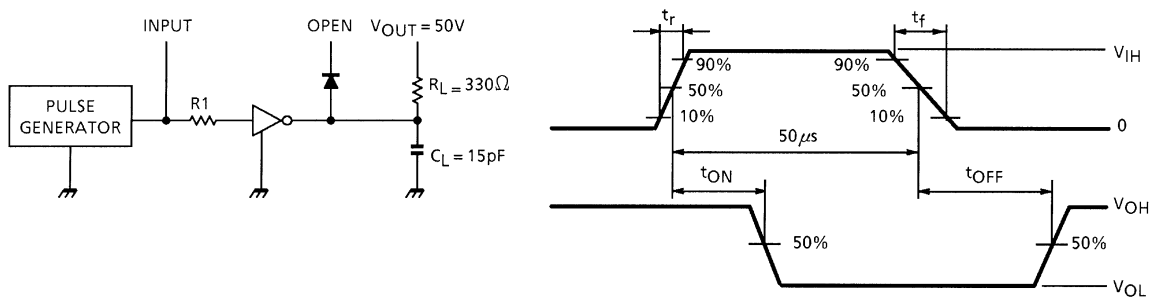 INPUT
OPEN
VOUT = 50V
RL = 330Ω
PULSE
GENERATOR
R1
CL = 15pF
tr
tf
VIH
90%
90%
50%
50%
10%
10%
0
50μs
tON
tOFF
VOH
50%
50%
VOL